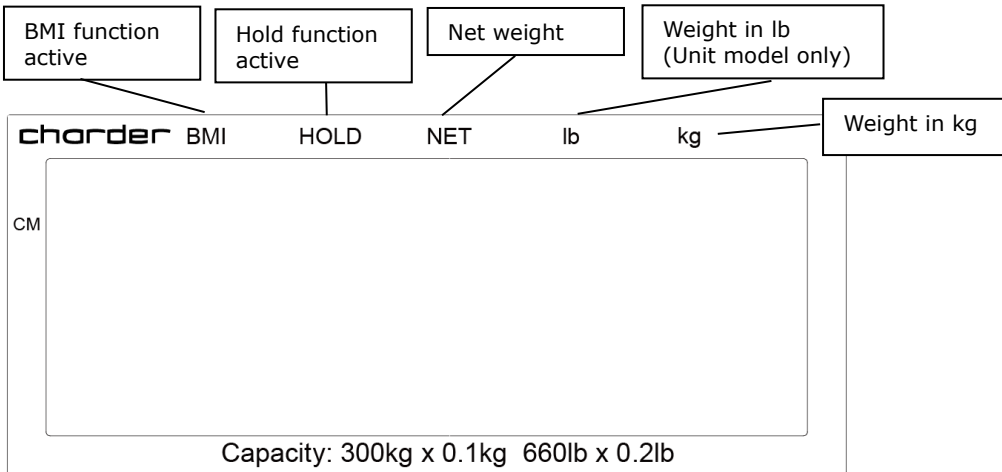 BMI function
active
Hold function
active
Net weight
Weight in lb
(Unit model only)
Weight in kg
charder BMI HOLD NET lb kg
CM
Capacity: 300kg x 0.1kg 660lb x 0.2lb